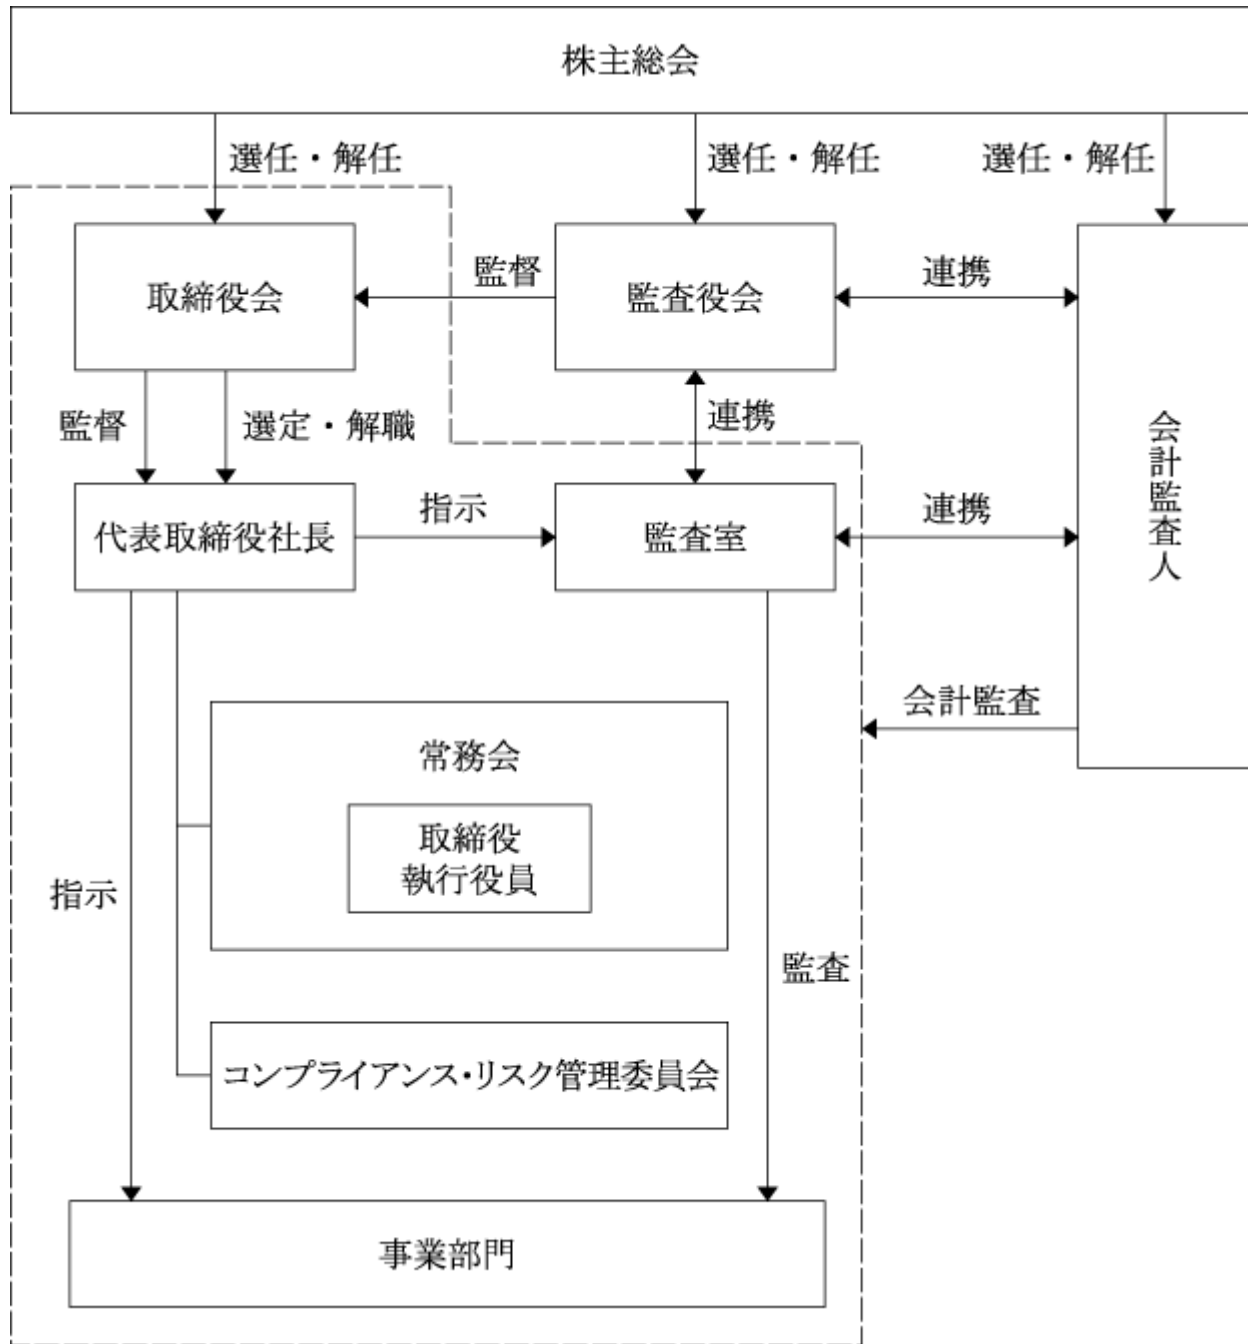 株主総会
選任・解任
選任・解任
選任・解任
取締役会
監督
監査役会
連携
会計監査人
監督
選定・解職
連携
代表取締役社長
指示
監査室
連携
会計監査
常務会
取締役
執行役員
指示
監査
コンプライアンス・リスク管理委員会
事業部門